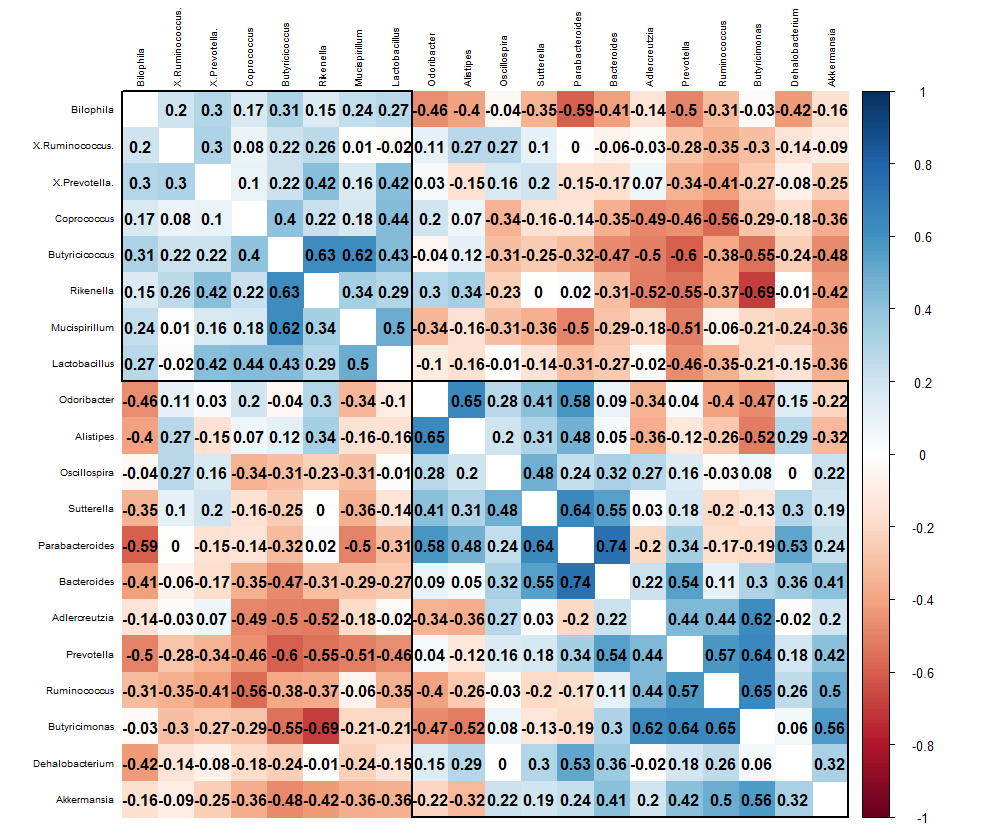 Bilophila X.Ruminococcus. X.Prevotella. Coprococcus Butyricicoccus Rikenella Mucispirillum Lactobacillus Odoribacter Alistipes Oscillospira Sutterella Parabacteroides Bacteroides Adlercreutzia Prevotella Ruminococcus Butyricimonas Dehalobacterium Akkermansia
Bilophila 0.2 0.3 0.17 0.31 0.15 0.24 0.27 -0.46 -0.4 -0.04 -0.35 -0.59 -0.41 -0.14 -0.5 -0.31 -0.03 -0.42 -0.16
X.Ruminococcus. 0.2 0.3 0.08 0.22 0.26 0.01 -0.02 0.11 0.27 0.27 0.1 0 -0.06 -0.03 -0.28 -0.35 -0.3 -0.14 -0.09
X.Prevotella. 0.3 0.3 0.1 0.22 0.42 0.16 0.42 0.03 -0.15 0.16 0.2 -0.15 -0.17 0.07 -0.34 -0.41 -0.27 -0.08 -0.25
Coprococcus 0.17 0.08 0.1 0.4 0.22 0.18 0.44 0.2 0.07 -0.34 -0.16 -0.14 -0.35 -0.49 -0.46 -0.56 -0.29 -0.18 -0.36
Butyricicoccus 0.31 0.22 0.22 0.4 0.63 0.62 0.43 -0.04 0.12 -0.31 -0.25 -0.32 -0.47 -0.5 -0.6 -0.38 -0.55 -0.24 -0.48
Rikenella 0.15 0.26 0.42 0.22 0.63 0.34 0.29 0.3 0.34 -0.23 0 0.02 -0.31 -0.52 -0.55 -0.37 -0.69 -0.01 -0.42
Mucispirillum 0.24 0.01 0.16 0.18 0.62 0.34 0.5 -0.34 -0.16 -0.31 -0.36 -0.5 -0.29 -0.18 -0.51 -0.06 -0.21 -0.24 -0.36
Lactobacillus 0.27 -0.02 0.42 0.44 0.43 0.29 0.5 -0.1 -0.16 -0.01 -0.14 -0.31 -0.27 -0.02 -0.46 -0.35 -0.21 -0.15 -0.36
Odoribacter -0.46 0.11 0.03 0.2 -0.04 0.3 -0.34 -0.1 0.65 0.28 0.41 0.58 0.09 -0.34 0.04 -0.4 -0.47 0.15 -0.22
Alistipes -0.4 0.27 -0.15 0.07 0.12 0.34 -0.16 -0.16 0.65 0.2 0.31 0.48 0.05 -0.36 -0.12 -0.26 -0.52 0.29 -0.32
Oscillospira -0.04 0.27 0.16 -0.34 -0.31 -0.23 -0.31 -0.01 0.28 0.2 0.48 0.24 0.32 0.27 0.16 -0.03 0.08 0 0.22
Sutterella -0.35 0.1 0.2 -0.16 -0.25 0 -0.36 -0.14 0.41 0.31 0.48 0.64 0.55 0.03 0.18 -0.2 -0.13 0.3 0.19
Parabacteroides -0.59 0 -0.15 -0.14 -0.32 0.02 -0.5 -0.31 0.58 0.48 0.24 0.64 0.74 -0.2 0.34 -0.17 -0.19 0.53 0.24
Bacteroides -0.41 -0.06 -0.17 -0.35 -0.47 -0.31 -0.29 -0.27 0.09 0.05 0.32 0.55 0.74 0.22 0.54 0.11 0.3 0.36 0.41
Adlercreutzia -0.14 -0.03 0.07 -0.49 -0.5 -0.52 -0.18 -0.02 -0.34 -0.36 0.27 0.03 -0.2 0.22 0.44 0.44 0.62 -0.02 0.2
Prevotella -0.5 -0.28 -0.34 -0.46 -0.6 -0.55 -0.51 -0.46 0.04 -0.12 0.16 0.18 0.34 0.54 0.44 0.57 0.64 0.18 0.42
Ruminococcus -0.31 -0.35 -0.41 -0.56 -0.38 -0.37 -0.06 -0.35 -0.4 -0.26 -0.03 -0.2 -0.17 0.11 0.44 0.57 0.65 0.26 0.5
Butyricimonas -0.03 -0.3 -0.27 -0.29 -0.55 -0.69 -0.21 -0.21 -0.47 -0.52 0.08 -0.13 -0.19 0.3 0.62 0.64 0.65 0.06 0.56
Dehalobacterium -0.42 -0.14 -0.08 -0.18 -0.24 -0.01 -0.24 -0.15 0.15 0.29 0 0.3 0.53 0.36 -0.02 0.18 0.26 0.06 0.32
Akkermansia -0.16 -0.09 -0.25 -0.36 -0.48 -0.42 -0.36 -0.36 -0.22 -0.32 0.22 0.19 0.24 0.41 0.2 0.42 0.5 0.56 0.32
1
0.8
0.6
0.4
0.2
0
-0.2
-0.4
-0.6
-0.8
-1